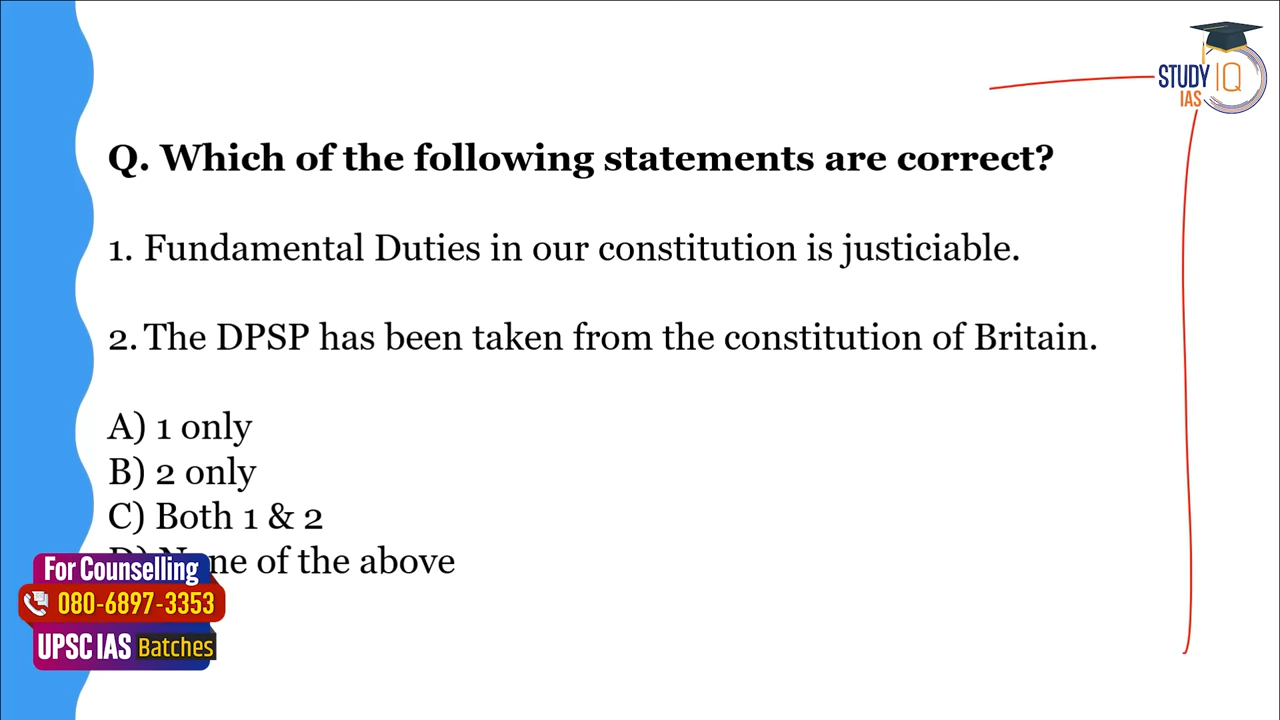 STUDY IQ
IAS
Q. Which of the following statements are correct?
1. Fundamental Duties in our constitution is justiciable.
2. The DPSP has been taken from the constitution of Britain.
A) 1 only
B) 2 only
C) Both 1 & 2
D) None of the above
For Counselling
080-6897-3353
UPSC IAS Batches